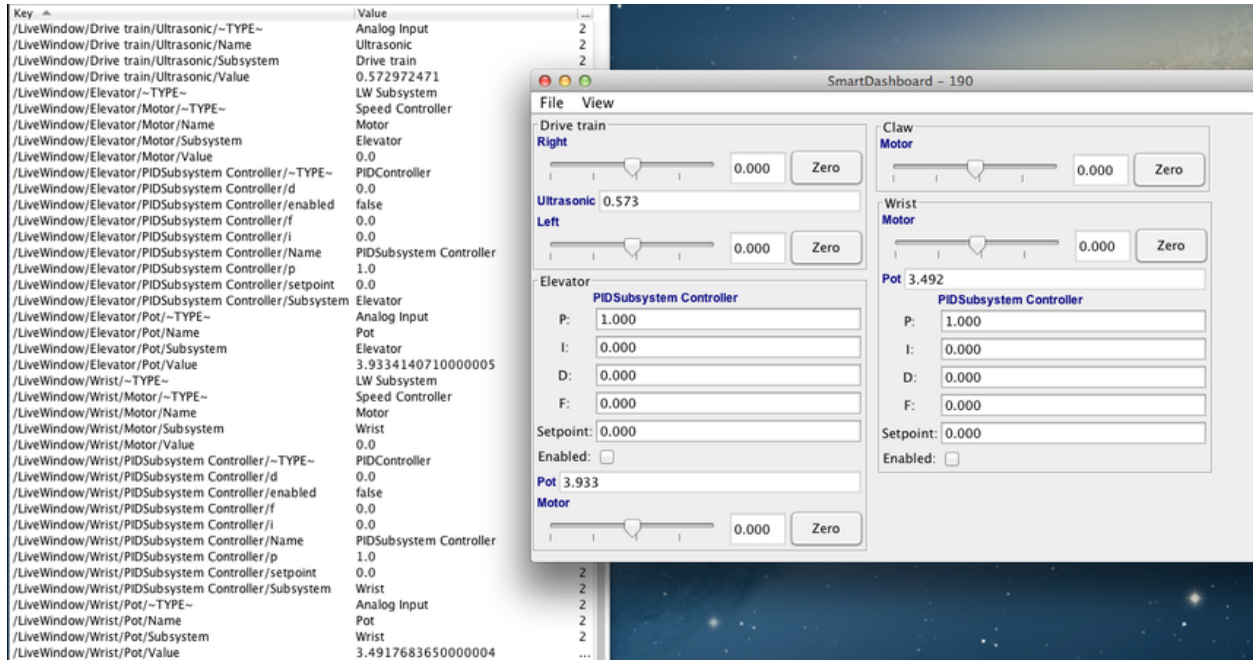 Key Value ...
/LiveWindow/Drive train/Ultrasonic/~TYPE~ Analog Input 2
/LiveWindow/Drive train/Ultrasonic/Name Ultrasonic 2
/LiveWindow/Drive train/Ultrasonic/Subsystem Drive train 2
/LiveWindow/Drive train/Ultrasonic/Value 0.572972471
/LiveWindow/Elevator/~TYPE~ LW Subsystem
/LiveWindow/Elevator/Motor/~TYPE~ Speed Controller
/LiveWindow/Elevator/Motor/Name Motor
/LiveWindow/Elevator/Motor/Subsystem Elevator
/LiveWindow/Elevator/Motor/Value 0.0
/LiveWindow/Elevator/PIDSubsystem Controller/~TYPE~ PIDController
/LiveWindow/Elevator/PIDSubsystem Controller/d 0.0
/LiveWindow/Elevator/PIDSubsystem Controller/enabled false
/LiveWindow/Elevator/PIDSubsystem Controller/f 0.0
/LiveWindow/Elevator/PIDSubsystem Controller/i 0.0
/LiveWindow/Elevator/PIDSubsystem Controller/Name PIDSubsystem Controller
/LiveWindow/Elevator/PIDSubsystem Controller/p 1.0
/LiveWindow/Elevator/PIDSubsystem Controller/setpoint 0.0
/LiveWindow/Elevator/PIDSubsystem Controller/Subsystem Elevator
/LiveWindow/Elevator/Pot/~TYPE~ Analog Input
/LiveWindow/Elevator/Pot/Name Pot
/LiveWindow/Elevator/Pot/Subsystem Elevator
/LiveWindow/Elevator/Pot/Value 3.9334140710000005
/LiveWindow/Wrist/~TYPE~ LW Subsystem
/LiveWindow/Wrist/Motor/~TYPE~ Speed Controller
/LiveWindow/Wrist/Motor/Name Motor
/LiveWindow/Wrist/Motor/Subsystem Wrist
/LiveWindow/Wrist/Motor/Value 0.0
/LiveWindow/Wrist/PIDSubsystem Controller/~TYPE~ PIDController
/LiveWindow/Wrist/PIDSubsystem Controller/d 0.0
/LiveWindow/Wrist/PIDSubsystem Controller/enabled false
/LiveWindow/Wrist/PIDSubsystem Controller/f 0.0
/LiveWindow/Wrist/PIDSubsystem Controller/i 0.0
/LiveWindow/Wrist/PIDSubsystem Controller/Name PIDSubsystem Controller
/LiveWindow/Wrist/PIDSubsystem Controller/p 1.0
/LiveWindow/Wrist/PIDSubsystem Controller/setpoint 0.0 2
/LiveWindow/Wrist/PIDSubsystem Controller/Subsystem Wrist 2
/LiveWindow/Wrist/Pot/~TYPE~ Analog Input 2
/LiveWindow/Wrist/Pot/Name Pot 2
/LiveWindow/Wrist/Pot/Subsystem Wrist 2
/LiveWindow/Wrist/Pot/Value 3.4917683650000004 ...
SmartDashboard - 190
File View
Drive train
Right
0.000 Zero
Ultrasonic 0.573
Left
0.000 Zero
Elevator
PIDSubsystem Controller
P: 1.000
I: 0.000
D: 0.000
F: 0.000
Setpoint: 0.000
Enabled:
Pot 3.933
Motor
0.000 Zero
Claw
Motor
0.000 Zero
Wrist
Motor
0.000 Zero
Pot 3.492
PIDSubsystem Controller
P: 1.000
I: 0.000
D: 0.000
F: 0.000
Setpoint: 0.000
Enabled: